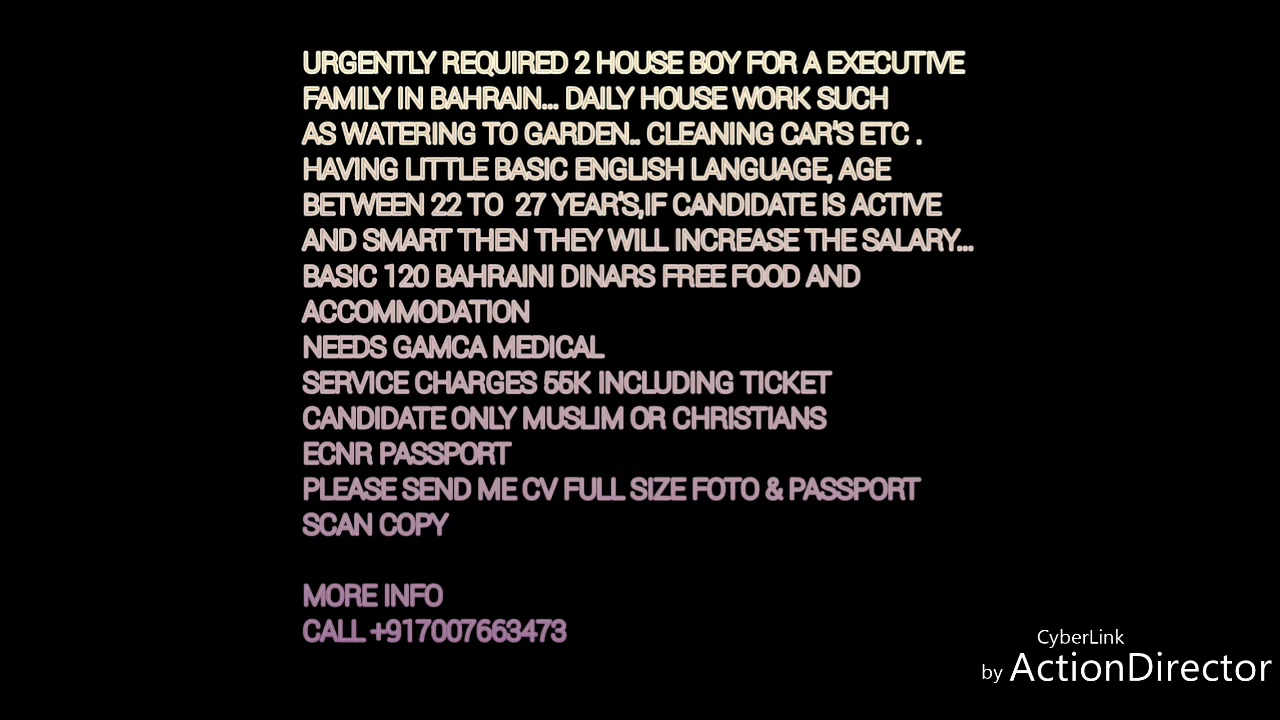 URGENTLY REQUIRED 2 HOUSE BOY FOR A EXECUTIVE
FAMILY IN BAHRAIN... DAILY HOUSE WORK SUCH
AS WATERING TO GARDEN.. CLEANING CAR'S ETC .
HAVING LITTLE BASIC ENGLISH LANGUAGE, AGE
BETWEEN 22 TO  27 YEAR'S,IF CANDIDATE IS ACTIVE
AND SMART THEN THEY WILL INCREASE THE SALARY...
BASIC 120 BAHRAINI DINARS FREE FOOD AND
ACCOMMODATION
NEEDS GAMCA MEDICAL
SERVICE CHARGES 55K INCLUDING TICKET
CANDIDATE ONLY MUSLIM OR CHRISTIANS
ECNR PASSPORT
PLEASE SEND ME CV FULL SIZE FOTO & PASSPORT
SCAN COPY
MORE INFO
CALL +917007663473
CyberLink
by ActionDirector